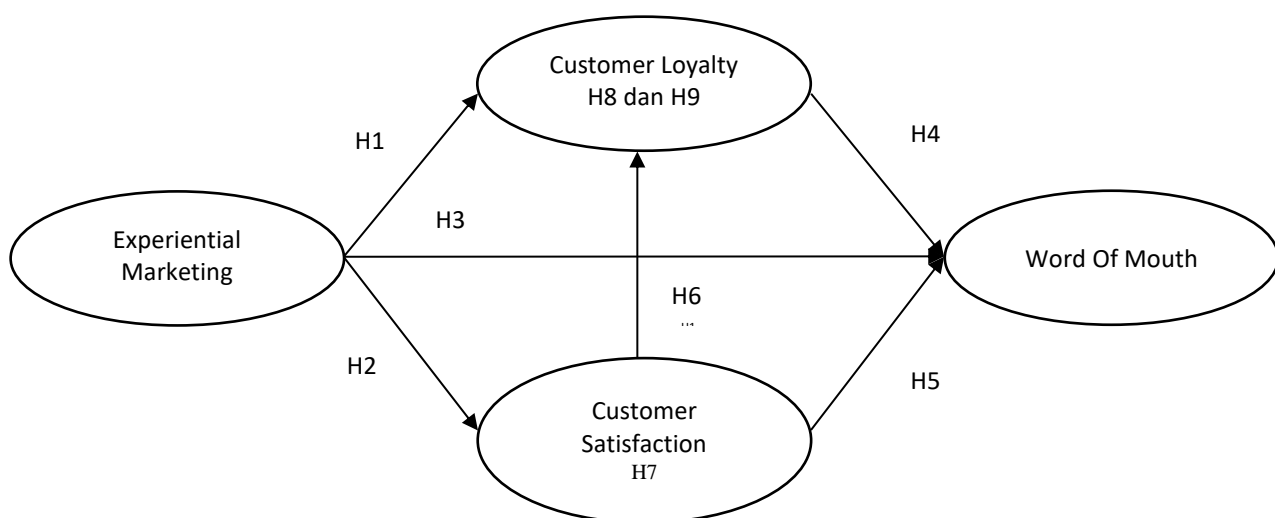 Customer Loyalty
H8 dan H9
H1
H4
Experiential
Marketing
H3
Word Of Mouth
H6
H2
H5
Customer
Satisfaction
H7